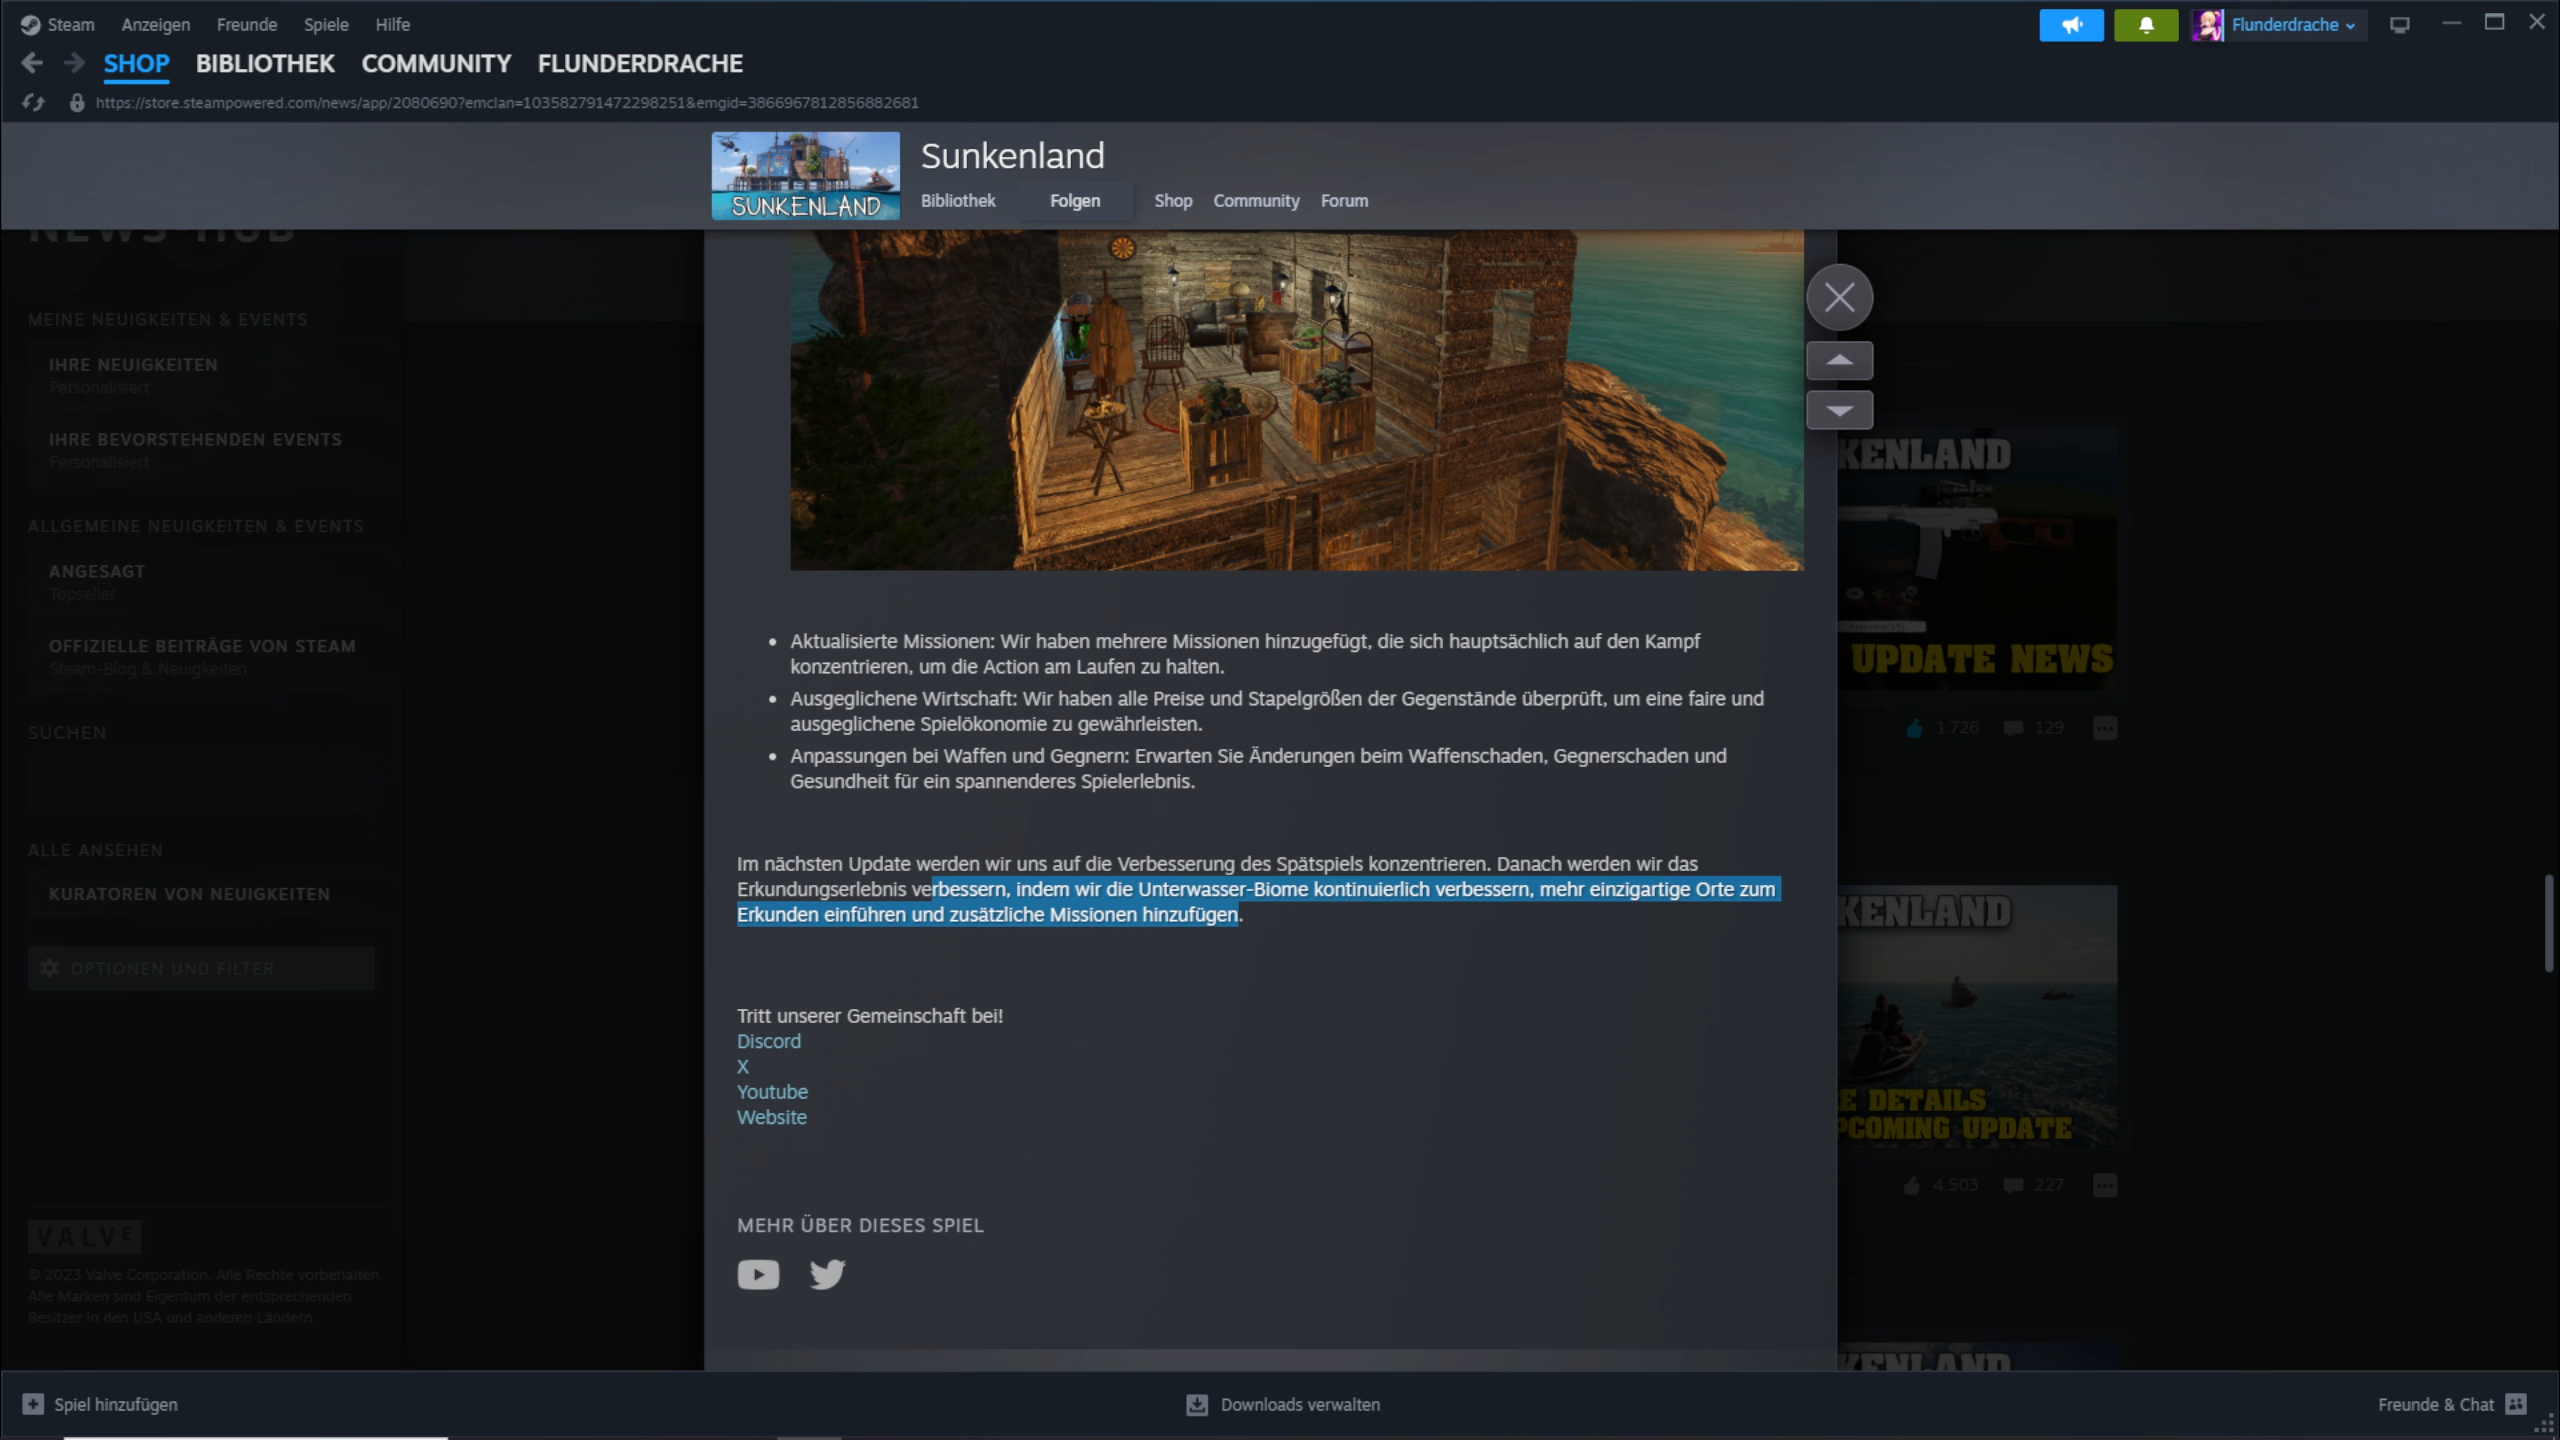 Steam Anzeigen Freunde Spiele Hilfe
Flunderdrache
SHOP BIBLIOTHEK COMMUNITY FLUNDERDRACHE
https://store.steampowered.com/news/app/2080690?emclan=103582791472298251&emgid=3866967812856882681
SUNKENLAND
Sunkenland
Bibliothek Folgen Shop Community Forum
NEWS-HUB
MEINE NEUIGKEITEN & EVENTS
IHRE NEUIGKEITEN
Personalisiert
IHRE BEVORSTEHENDEN EVENTS
Personalisiert
ALLGEMEINE NEUIGKEITEN & EVENTS
ANGESAGT
Topseller
OFFIZIELLE BEITRÄGE VON STEAM
Steam-Blog & Neuigkeiten
SUCHEN
ALLE ANSEHEN
KURATOREN VON NEUIGKEITEN
OPTIONEN UND FILTER
VALVE
© 2023 Valve Corporation. Alle Rechte vorbehalten.
Alle Marken sind Eigentum der entsprechenden
Besitzer in den USA und anderen Ländern.
Aktualisierte Missionen: Wir haben mehrere Missionen hinzugefügt, die sich hauptsächlich auf den Kampf
konzentrieren, um die Action am Laufen zu halten.
Ausgeglichene Wirtschaft: Wir haben alle Preise und Stapelgrößen der Gegenstände überprüft, um eine faire und
ausgeglichene Spielökonomie zu gewährleisten.
Anpassungen bei Waffen und Gegnern: Erwarten Sie Änderungen beim Waffenschaden, Gegnerschaden und
Gesundheit für ein spannenderes Spielerlebnis.
Im nächsten Update werden wir uns auf die Verbesserung des Spätspiels konzentrieren. Danach werden wir das
Erkundungserlebnis verbessern, indem wir die Unterwasser-Biome kontinuierlich verbessern, mehr einzigartige Orte zum
Erkunden einführen und zusätzliche Missionen hinzufügen.
Tritt unserer Gemeinschaft bei!
Discord
X
Youtube
Website
MEHR ÜBER DIESES SPIEL
KENLAND
UPDATE NEWS
1.726 129
KENLAND
E DETAILS
PCOMING UPDATE
4.503 227
KENLAND
Spiel hinzufügen
Downloads verwalten
Freunde & Chat